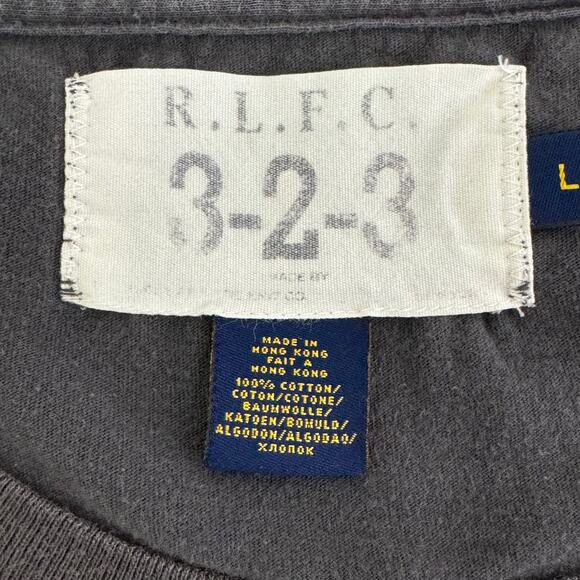 R.L.F.C.
3-2-3
MADE BY
CO.
L
MADE IN
HONG KONG
FAIT A
HONG KONG
100% COTTON/
COTON/COTONE/
BAUMWOLLE/
KATOEN/BOMULD/
ALGODON/ALGODAO/
ХЛОПОК